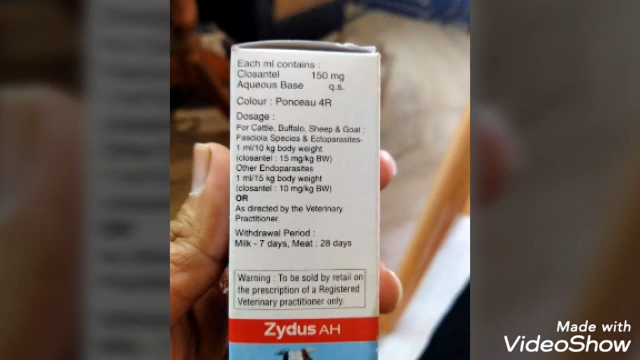 Each ml contains :
Closantel 150 mg
Aqueous Base q.s.
Colour : Ponceau 4R
Dosage :
For Cattle, Buffalo, Sheep & Goat :
Fasciola Species & Ectoparasites-
1 ml/10 kg body weight
(closantel : 15 mg/kg BW)
Other Endoparasites
1 ml/15 kg body weight
(closantel : 10 mg/kg BW)
OR
As directed by the Veterinary
Practitioner.
Withdrawal Period :
Milk - 7 days, Meat : 28 days
Warning : To be sold by retail on
the prescription of a Registered
Veterinary practitioner only.
Zydus AH
Made with
VideoShow